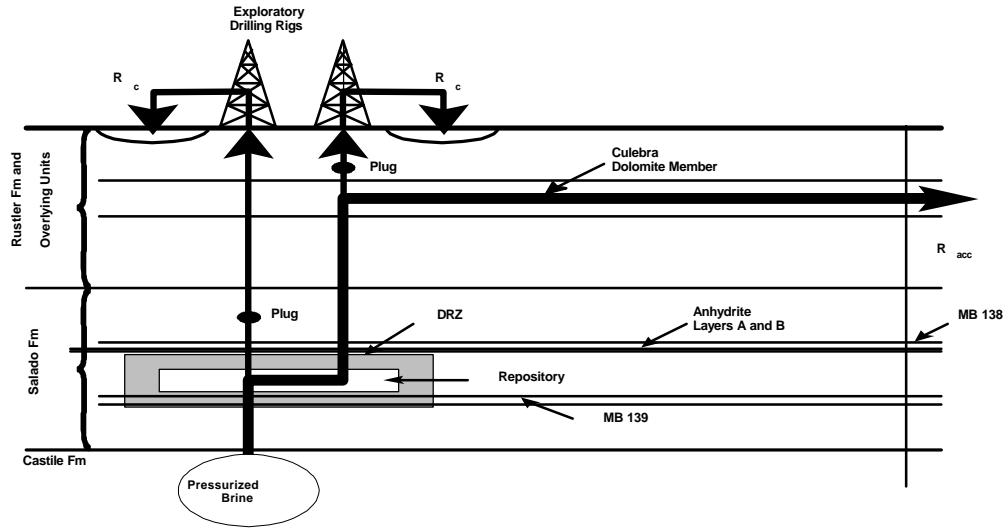 Exploratory
Drilling Rigs
R c
R c
Plug
Culebra
Dolomite Member
Rustler Fm and
Overlying Units
R acc
Plug
DRZ
Anhydrite
Layers A and B
MB 138
Salado Fm
Repository
MB 139
Castile Fm
Pressurized
Brine